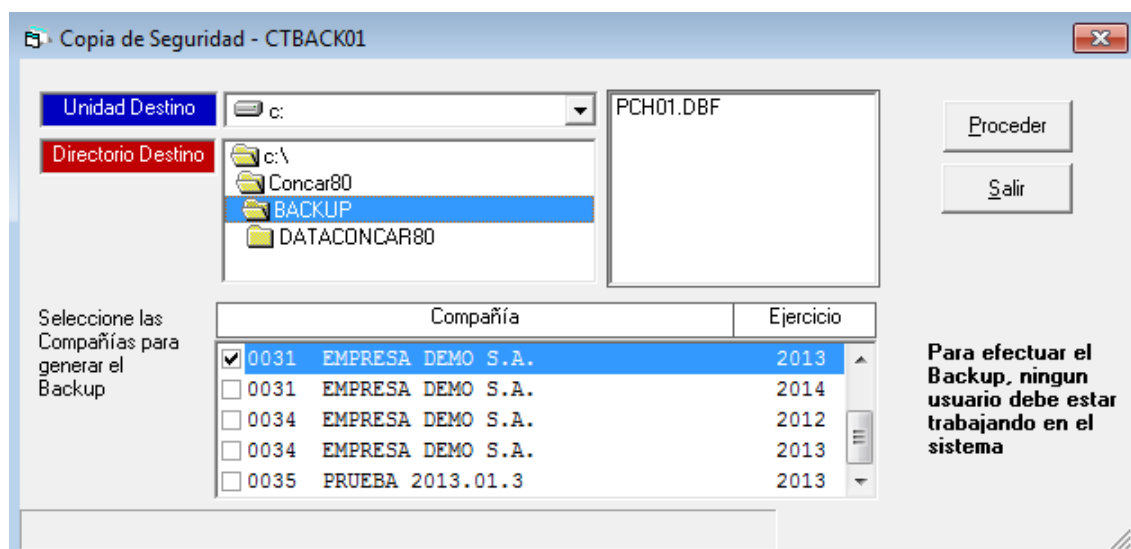 Copia de Seguridad - CTBACK01
Unidad Destino
c:
PCH01.DBF
Proceder
Directorio Destino
c:\
Concar80
BACKUP
DATACONCAR80
Salir
Seleccione las
Compañías para
generar el
Backup
Compañía Ejercicio
0031 EMPRESA DEMO S.A. 2013
0031 EMPRESA DEMO S.A. 2014
0034 EMPRESA DEMO S.A. 2012
0034 EMPRESA DEMO S.A. 2013
0035 PRUEBA 2013.01.3 2013
Para efectuar el
Backup, ningun
usuario debe estar
trabajando en el
sistema